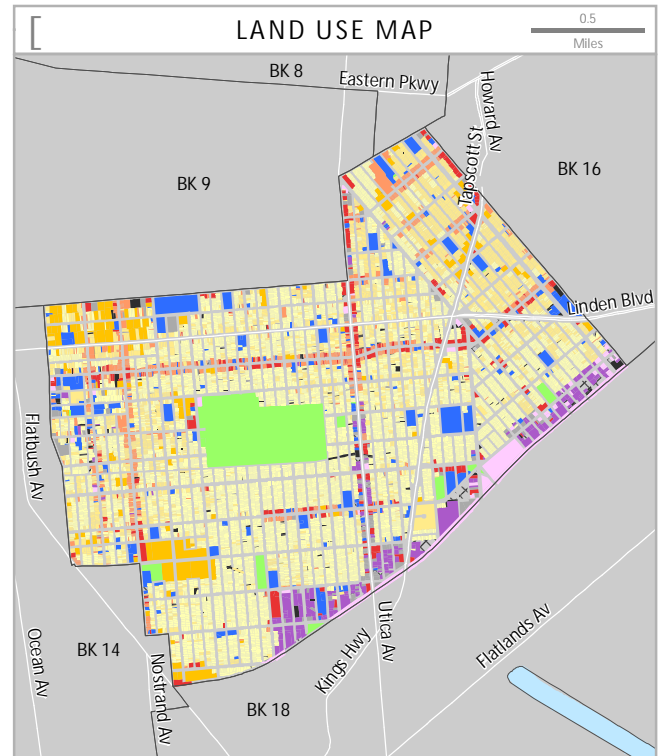 [ LAND USE MAP
0.5
Miles
BK 8
Eastern Pkwy
Howard Av
Tapscott St
BK 16
BK 9
Linden Blvd
Flatbush Av
Ocean Av
BK 14
Nostrand Av
BK 18
Kings Hwy
Utica Av
Flatlands Av